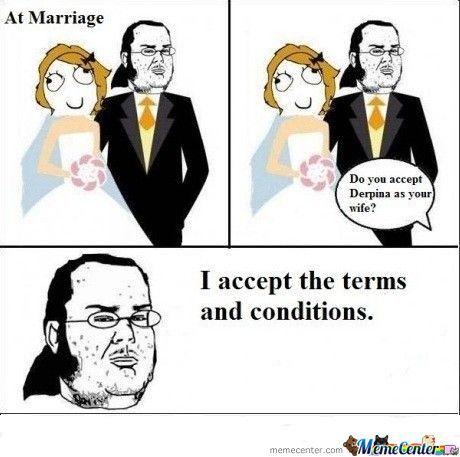 At Marriage
Do you accept
Derpina as your
wife?
I accept the terms
and conditions.
memecenter.com
MemeCenter